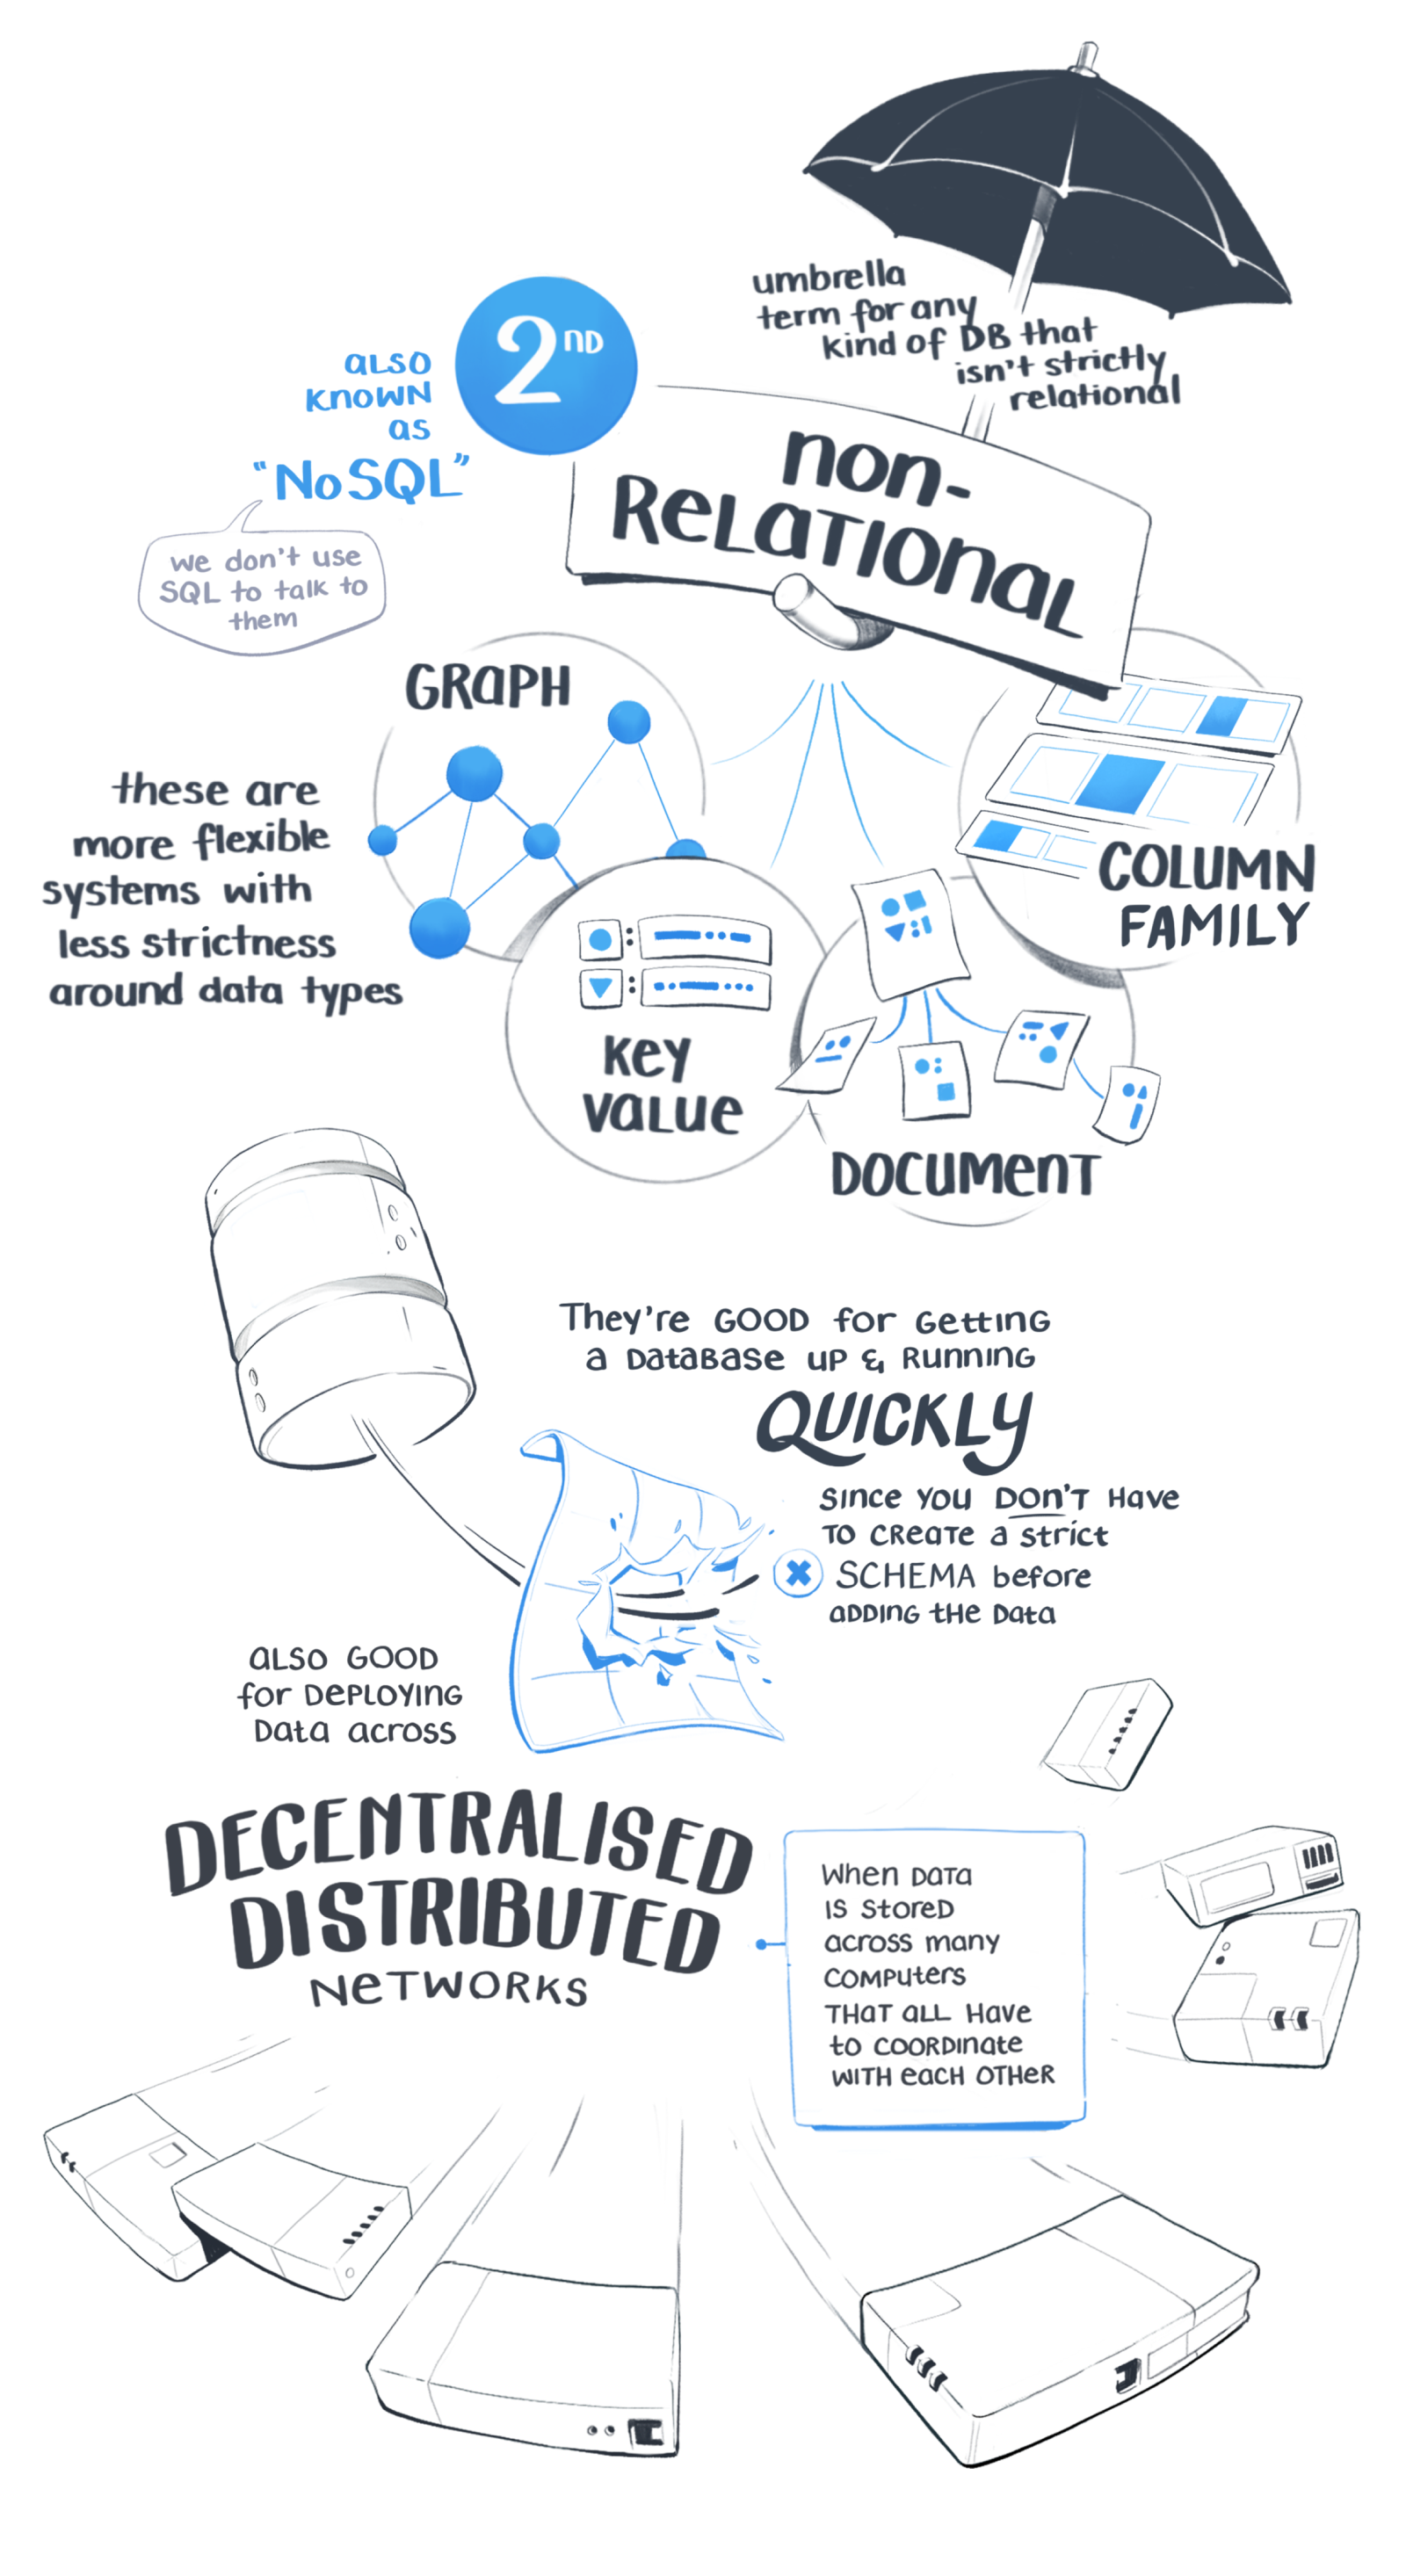 umbrella
term for any
kind of DB that
isn't strictly
relational
2ND
also
known
as
"NoSQL"
we don't use
SQL to talk to
them
non-
Relational
GRAPH
these are
more flexible
systems with
less strictness
around data types
COLUMN
FAMILY
Key
Value
DOCUMENT
They're GOOD for Getting
a Database up & Running
QUICKLY
since you DON'T Have
TO Create a strict
SCHEMA before
adding the Data
also GOOD
for Deploying
Data across
DECENTRALISED
DISTRIBUTED
NETWORKS
When Data
is stored
across many
computers
THAT all Have
to coordinate
WITH each OTHER